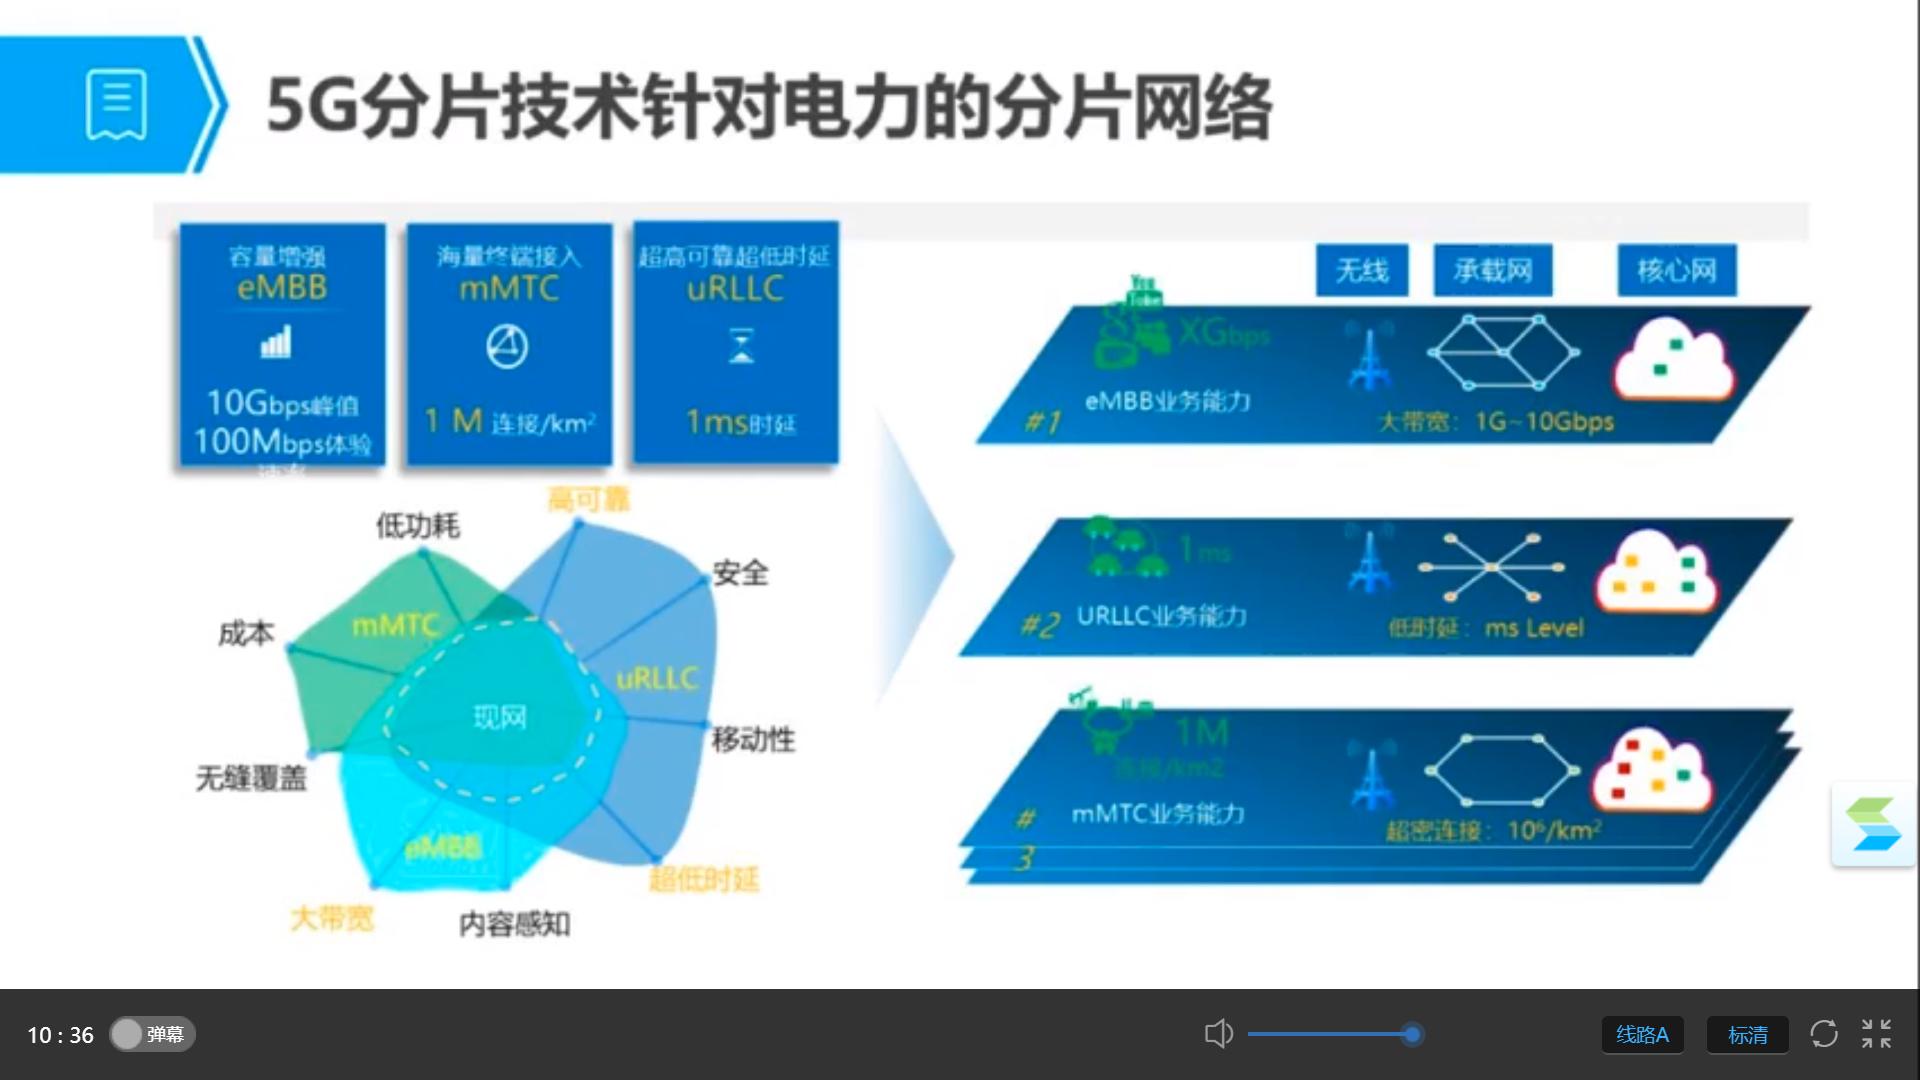 5G分片技术针对电力的分片网络
容量增强
eMBB
10Gbps峰值
100Mbps体验
海量终端接入
mMTC
1 M 连接/km²
超高可靠超低时延
uRLLC
1ms时延
无线
承载网
核心网
You
Tube
XGbps
eMBB业务能力
#1
大带宽：1G~10Gbps
1ms
URLLC业务能力
#2
低时延：ms Level
1M
连接/km2
mMTC业务能力
#
3
超密连接：10⁶/km²
高可靠
低功耗
安全
成本
mMTC
uRLLC
现网
移动性
无缝覆盖
eMBB
超低时延
大带宽
内容感知
10 : 36
弹幕
线路A
标清